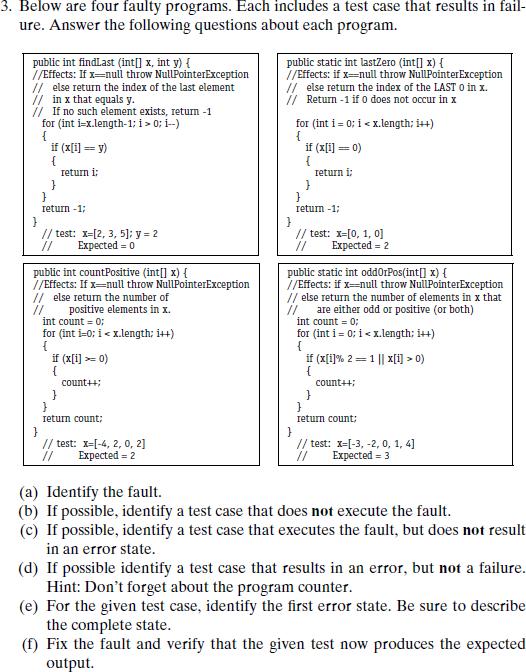 3. Below are four faulty programs. Each includes a test case that results in fail-
ure. Answer the following questions about each program.
public int findLast (int[] x, int y) {
//Effects: If x==null throw NullPointerException
// else return the index of the last element
// in x that equals y.
// If no such element exists, return -1
for (int i=x.length-1; i > 0; i--)
{
if (x[i] == y)
{
return i;
}
}
return -1;
}
// test: x=[2, 3, 5]; y = 2
// Expected = 0
public static int lastZero (int[] x) {
//Effects: if x==null throw NullPointerException
// else return the index of the LAST 0 in x.
// Return -1 if 0 does not occur in x
for (int i = 0; i < x.length; i++)
{
if (x[i] == 0)
{
return i;
}
}
return -1;
}
// test: x=[0, 1, 0]
// Expected = 2
public int countPositive (int[] x) {
//Effects: If x==null throw NullPointerException
// else return the number of
// positive elements in x.
int count = 0;
for (int i=0; i < x.length; i++)
{
if (x[i] >= 0)
{
count++;
}
}
return count;
}
// test: x=[-4, 2, 0, 2]
// Expected = 2
public static int oddOrPos(int[] x) {
//Effects: if x==null throw NullPointerException
// else return the number of elements in x that
// are either odd or positive (or both)
int count = 0;
for (int i = 0; i < x.length; i++)
{
if (x[i]% 2 == 1 || x[i] > 0)
{
count++;
}
}
return count;
}
// test: x=[-3, -2, 0, 1, 4]
// Expected = 3
(a) Identify the fault.
(b) If possible, identify a test case that does not execute the fault.
(c) If possible, identify a test case that executes the fault, but does not result
in an error state.
(d) If possible identify a test case that results in an error, but not a failure.
Hint: Don't forget about the program counter.
(e) For the given test case, identify the first error state. Be sure to describe
the complete state.
(f) Fix the fault and verify that the given test now produces the expected
output.